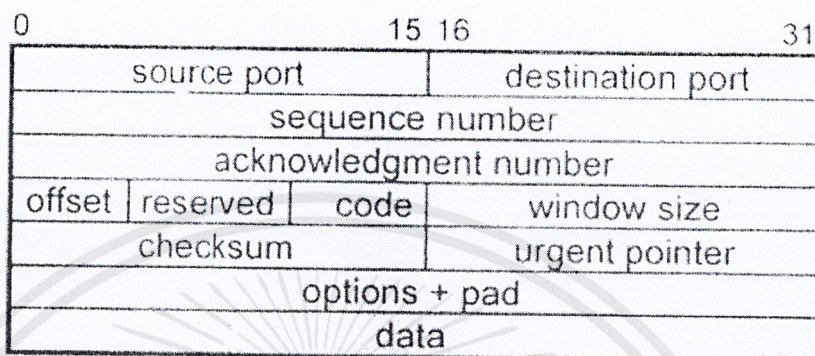 0 15 16 31
source port destination port
sequence number
acknowledgment number
offset reserved code window size
checksum urgent pointer
options + pad
data